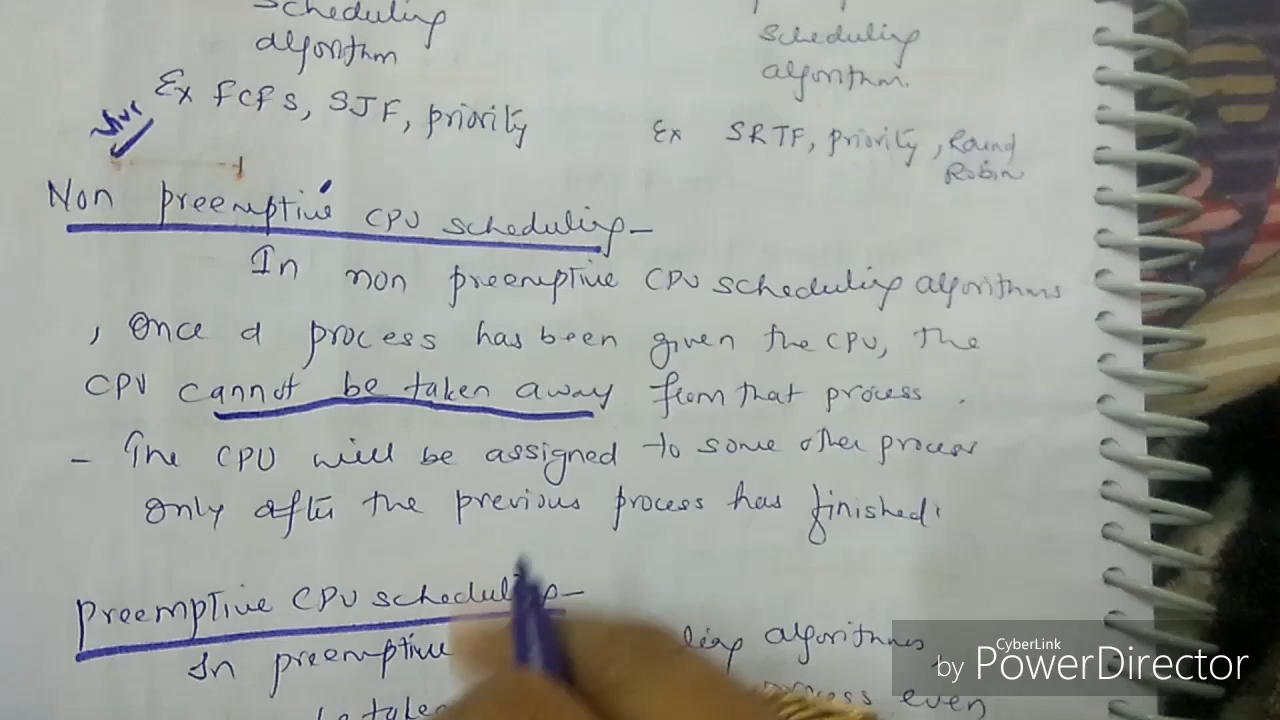 scheduling
algorithm
scheduling
algorithm.
Ex FCFS, SJF, priority
Ex SRTF, priority, Round
Robin
Non preemptive CPU scheduling-
In non preemptive CPU scheduling algorithms
, Once a process has been given the CPU, the
CPU cannot be taken away from that process.
- The CPU will be assigned to some other process
only after the previous process has finished.
Preemptive CPU scheduling-
In preemptive algorithms
taken process even
CyberLink
by PowerDirector